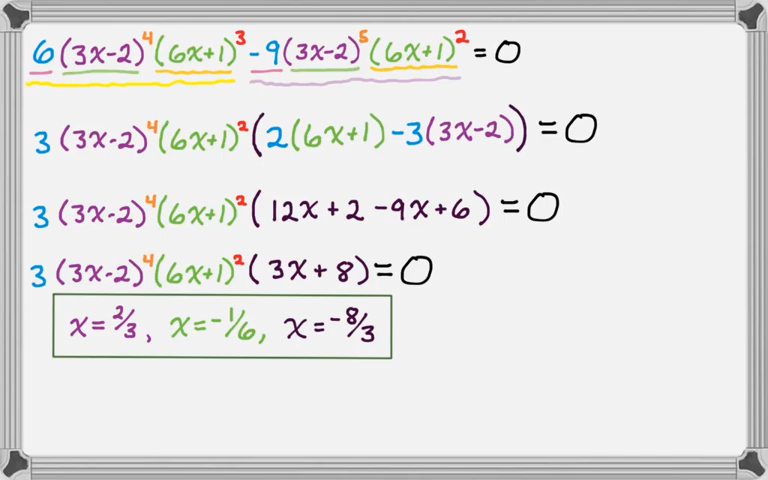 6(3x-2)⁴(6x+1)³-9(3x-2)⁵(6x+1)²=0
3(3x-2)⁴(6x+1)²(2(6x+1)-3(3x-2))=0
3(3x-2)⁴(6x+1)²(12x+2-9x+6)=0
3(3x-2)⁴(6x+1)²(3x+8)=0
x=2/3, x=-1/6, x=-8/3